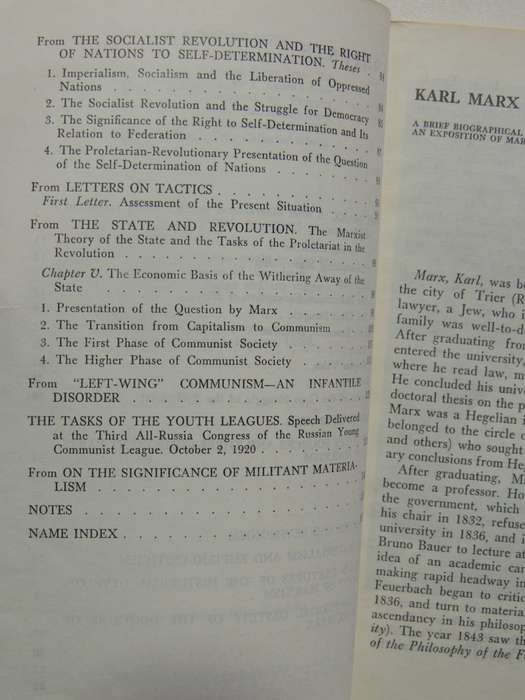 From THE SOCIALIST REVOLUTION AND THE RIGHT
OF NATIONS TO SELF-DETERMINATION. Theses .
1. Imperialism, Socialism and the Liberation of Oppressed
Nations . . . . . . . . . . . . . . . . . .
2. The Socialist Revolution and the Struggle for Democracy
3. The Significance of the Right to Self-Determination and Its
Relation to Federation . . . . . . . . . . . . .
4. The Proletarian-Revolutionary Presentation of the Question
of the Self-Determination of Nations . . . . . . . .
From LETTERS ON TACTICS . . . . . . . . . . .
First Letter. Assessment of the Present Situation . . . .
From THE STATE AND REVOLUTION. The Marxist
Theory of the State and the Tasks of the Proletariat in the
Revolution . . . . . . . . . . . . . . . .
Chapter V. The Economic Basis of the Withering Away of the
State . . . . . . . . . . . . . . . . . .
1. Presentation of the Question by Marx . . . . . . .
2. The Transition from Capitalism to Communism . . . .
3. The First Phase of Communist Society . . . . . . .
4. The Higher Phase of Communist Society . . . . . .
From "LEFT-WING" COMMUNISM—AN INFANTILE
DISORDER . . . . . . . . . . . . . . . .
THE TASKS OF THE YOUTH LEAGUES. Speech Delivered
at the Third All-Russia Congress of the Russian Young
Communist League. October 2, 1920 . . . . . . . .
From ON THE SIGNIFICANCE OF MILITANT MATERIA-
LISM . . . . . . . . . . . . . . . . . .
NOTES . . . . . . . . . . . . . . . . . .
NAME INDEX . . . . . . . . . . . . . . . .
KARL MARX
A BRIEF BIOGRAPHICAL
AN EXPOSITION OF MAR
Marx, Karl, was bo
the city of Trier (R
lawyer, a Jew, who i
family was well-to-d
After graduating from
entered the university,
where he read law, m
He concluded his unive
doctoral thesis on the p
Marx was a Hegelian i
belonged to the circle o
and others) who sought
ary conclusions from Heg
After graduating, M
become a professor. Ho
the government, which
his chair in 1832, refuse
university in 1836, and i
Bruno Bauer to lecture at
idea of an academic car
making rapid headway in
Feuerbach began to critic
1836, and turn to material
ascendancy in his philosop
ity). The year 1843 saw th
of the Philosophy of the F